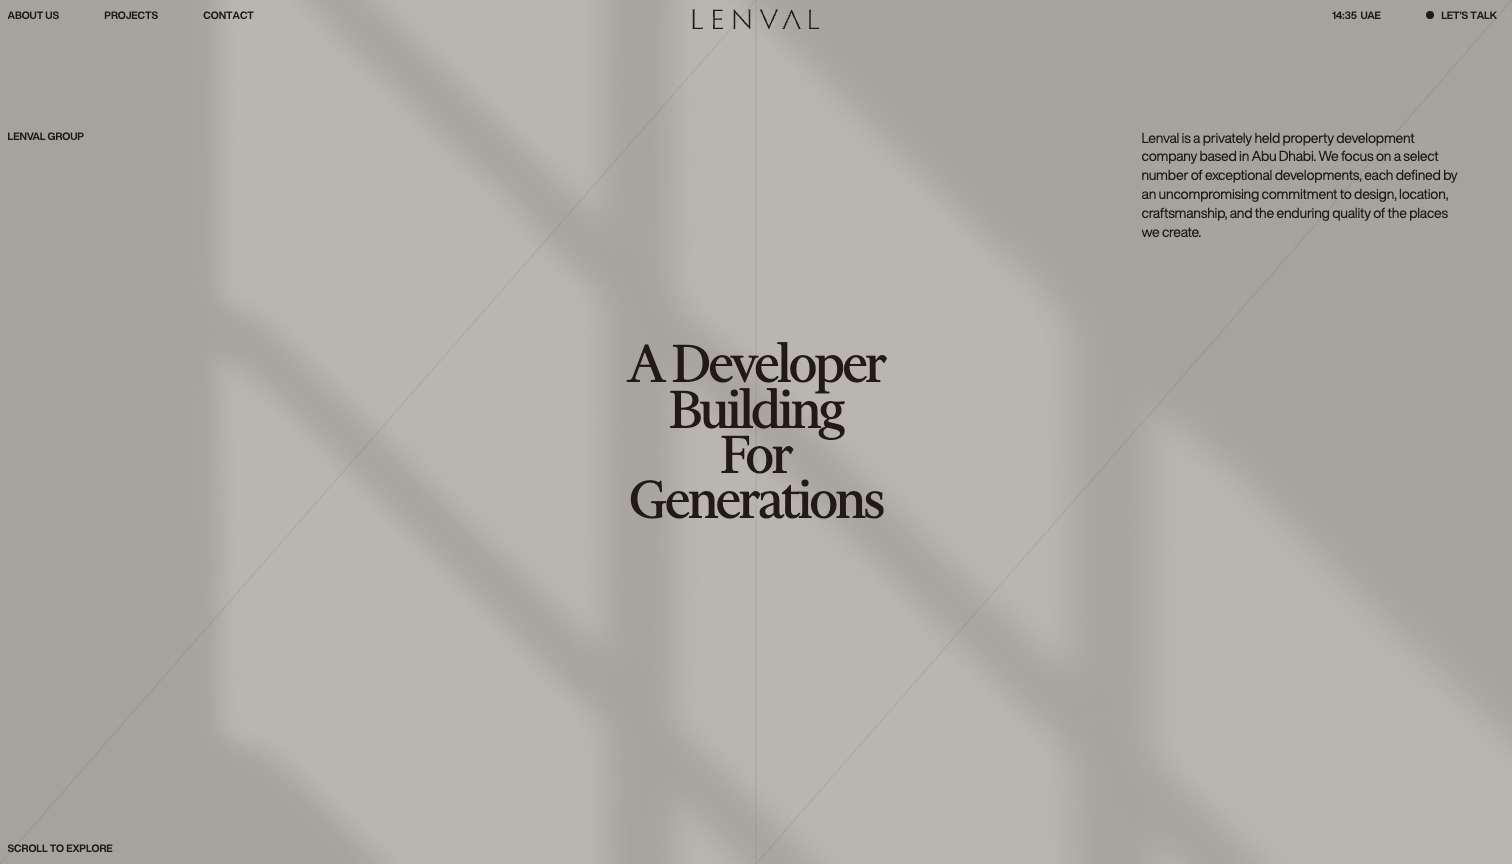 ABOUT US
PROJECTS
CONTACT
LENVAL
14:35 UAE
LET'S TALK
LENVAL GROUP
Lenval is a privately held property development
company based in Abu Dhabi. We focus on a select
number of exceptional developments, each defined by
an uncompromising commitment to design, location,
craftsmanship, and the enduring quality of the places
we create.
A Developer
Building
For
Generations
SCROLL TO EXPLORE